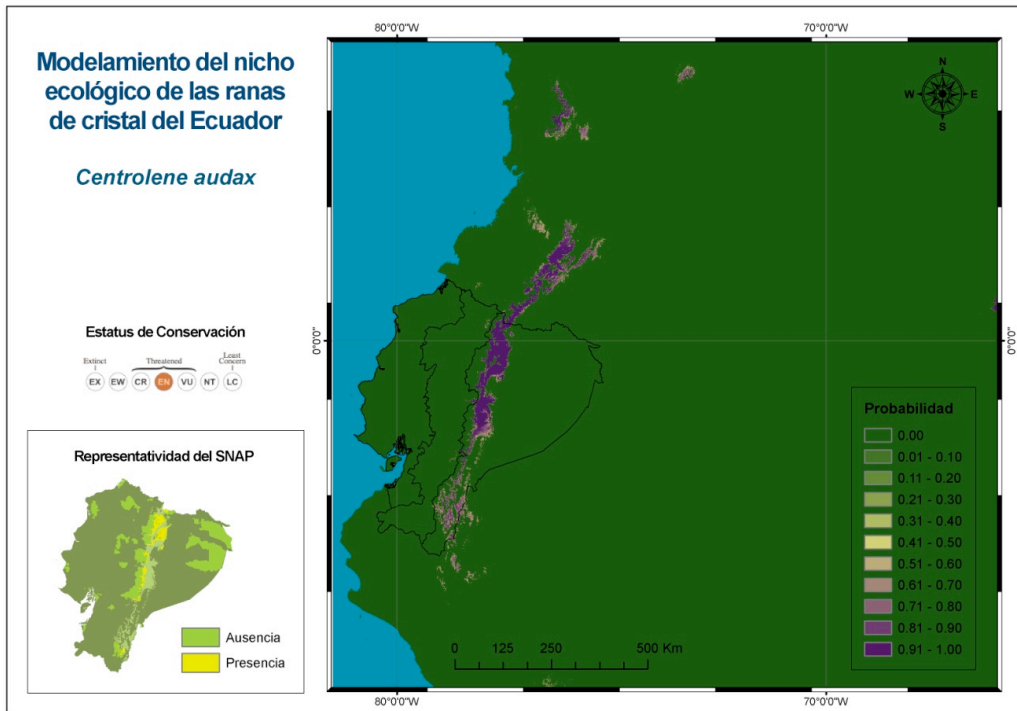 Modelamiento del nicho
ecológico de las ranas
de cristal del Ecuador
Centrolene audax
Estatus de Conservación
Extinct Threatened Least Concern
EX EW CR EN VU NT LC
Representatividad del SNAP
Ausencia
Presencia
80°0'0"W 70°0'0"W
0°0'0" 0°0'0"
N
W E
S
Probabilidad
0.00
0.01 - 0.10
0.11 - 0.20
0.21 - 0.30
0.31 - 0.40
0.41 - 0.50
0.51 - 0.60
0.61 - 0.70
0.71 - 0.80
0.81 - 0.90
0.91 - 1.00
0 125 250 500 Km
80°0'0"W 70°0'0"W